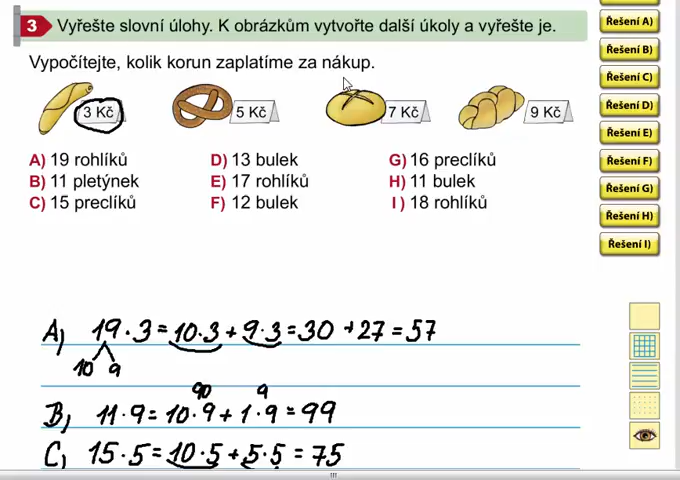 3 Vyřešte slovní úlohy. K obrázkům vytvořte další úkoly a vyřešte je.
Vypočítejte, kolik korun zaplatíme za nákup.
3 Kč 5 Kč 7 Kč 9 Kč
A) 19 rohlíků D) 13 bulek G) 16 preclíků
B) 11 pletýnek E) 17 rohlíků H) 11 bulek
C) 15 preclíků F) 12 bulek I) 18 rohlíků
Řešení A)
Řešení B)
Řešení C)
Řešení D)
Řešení E)
Řešení F)
Řešení G)
Řešení H)
Řešení I)
A) 19·3=10·3+9·3=30+27=57
10 9
90 9
B) 11·9=10·9+1·9=99
C) 15·5=10·5+5·5=75